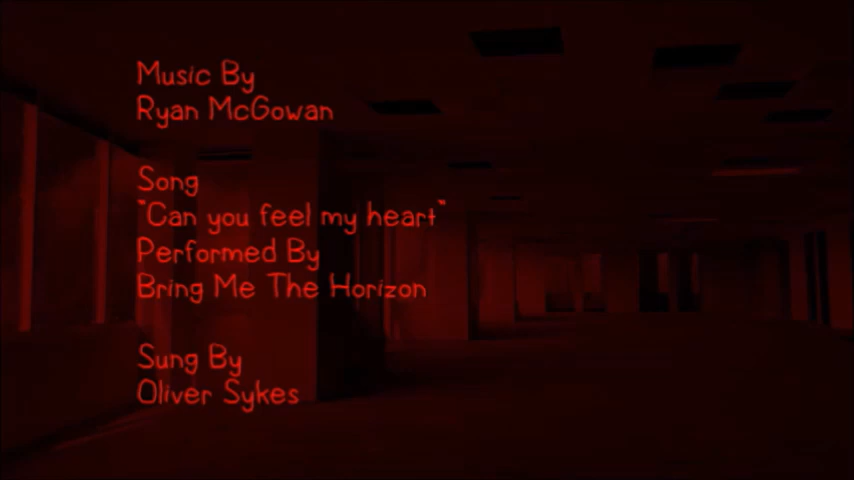 Music By
Ryan McGowan
Song
"Can you feel my heart"
Performed By
Bring Me The Horizon
Sung By
Oliver Sykes